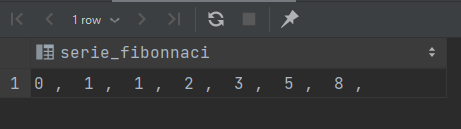 1 row
serie_fibonnaci
1 0 , 1 , 1 , 2 , 3 , 5 , 8 ,